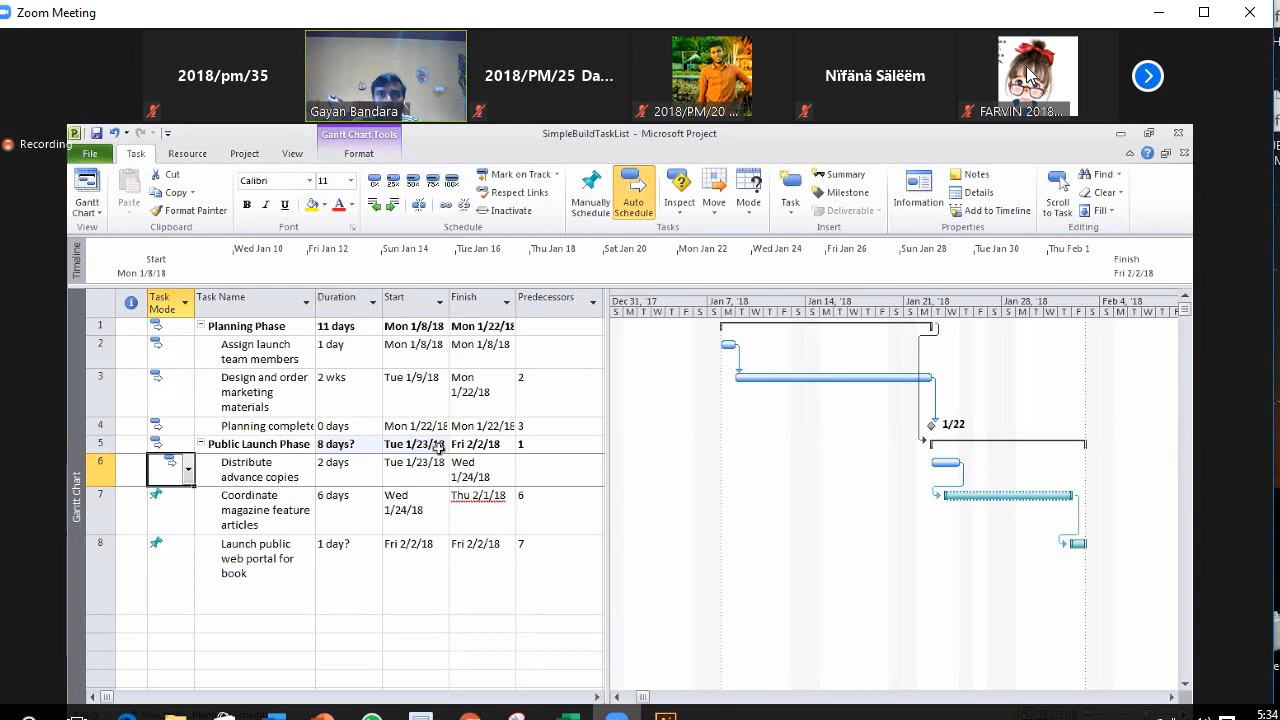 Zoom Meeting
2018/pm/35
Gayan Bandara
2018/PM/25 Da...
2018/PM/20 ...
Nïfänä Sälëëm
FARVIN 2018...
Recording
SimpleBuildTaskList - Microsoft Project
Gantt Chart Tools
File Task Resource Project View Format
Gantt Chart
View
Paste
Cut
Copy
Format Painter
Clipboard
Calibri 11
B I U A
Font
0% 25% 50% 75% 100%
Mark on Track
Respect Links
Inactivate
Schedule
Manually Schedule
Auto Schedule
Inspect Move Mode
Tasks
Task
Summary
Milestone
Deliverable
Insert
Information
Notes
Details
Add to Timeline
Properties
Scroll to Task
Find
Clear
Fill
Editing
Timeline
Wed Jan 10 Fri Jan 12 Sun Jan 14 Tue Jan 16 Thu Jan 18 Sat Jan 20 Mon Jan 22 Wed Jan 24 Fri Jan 26 Sun Jan 28 Tue Jan 30 Thu Feb 1
Start
Mon 1/8/18
Finish
Fri 2/2/18
Gantt Chart
Task Mode Task Name Duration Start Finish Predecessors
Dec 31, '17 Jan 7, '18 Jan 14, '18 Jan 21, '18 Jan 28, '18 Feb 4, '18
S M T W T F S S M T W T F S S M T W T F S S M T W T F S S M T W T F S S M T W T F
1 Planning Phase 11 days Mon 1/8/18 Mon 1/22/18
2 Assign launch team members 1 day Mon 1/8/18 Mon 1/8/18
3 Design and order marketing materials 2 wks Tue 1/9/18 Mon 1/22/18 2
4 Planning complete 0 days Mon 1/22/18 Mon 1/22/18 3
1/22
5 Public Launch Phase 8 days? Tue 1/23/18 Fri 2/2/18 1
6 Distribute advance copies 2 days Tue 1/23/18 Wed 1/24/18
7 Coordinate magazine feature articles 6 days Wed 1/24/18 Thu 2/1/18 6
8 Launch public web portal for book 1 day? Fri 2/2/18 Fri 2/2/18 7
5:34